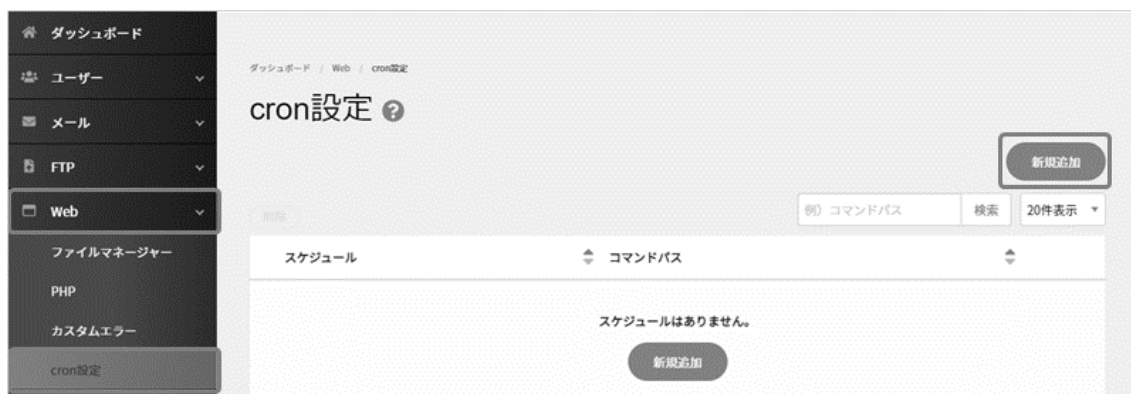 ダッシュボード
ユーザー
メール
FTP
Web
ファイルマネージャー
PHP
カスタムエラー
cron設定
ダッシュボード / Web / cron設定
cron設定 ?
新規追加
削除
例）コマンドパス 検索 20件表示
スケジュール コマンドパス
スケジュールはありません。
新規追加